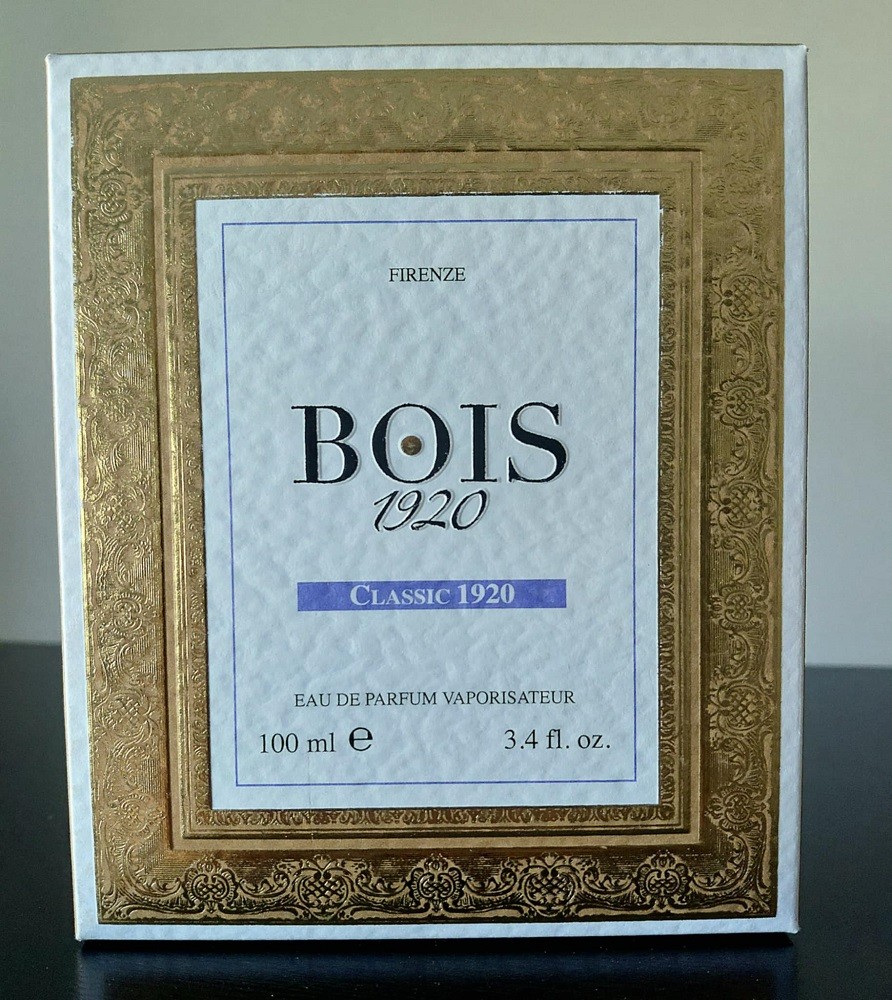 FIRENZE
BOIS
1920
CLASSIC 1920
EAU DE PARFUM VAPORISATEUR
100 ml ℮ 3.4 fl. oz.